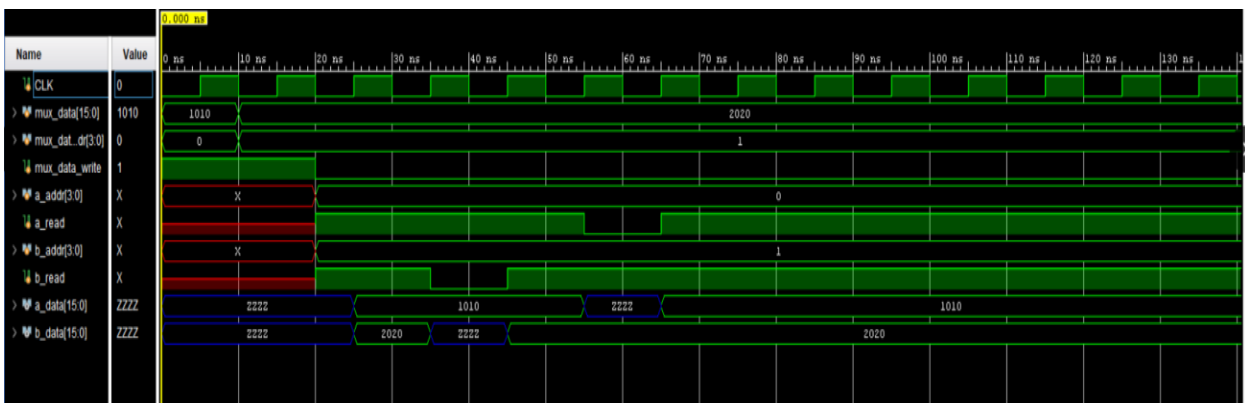 0.000 ns
Name Value
0 ns 10 ns 20 ns 30 ns 40 ns 50 ns 60 ns 70 ns 80 ns 90 ns 100 ns 110 ns 120 ns 130 ns
CLK 0
> mux_data[15:0] 1010 1010 2020
> mux_dat...dr[3:0] 0 0 1
mux_data_write 1
> a_addr[3:0] X X 0
a_read X
> b_addr[3:0] X X 1
b_read X
> a_data[15:0] ZZZZ ZZZZ 1010 ZZZZ 1010
> b_data[15:0] ZZZZ ZZZZ 2020 ZZZZ 2020